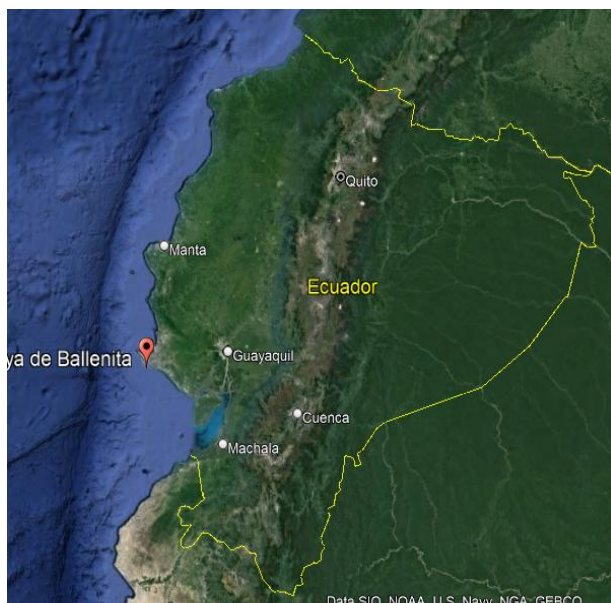 Quito
Manta
Ecuador
ya de Ballenita
Guayaquil
Cuenca
Machala
Data SIO, NOAA, U.S. Navy, NGA, GEBCO